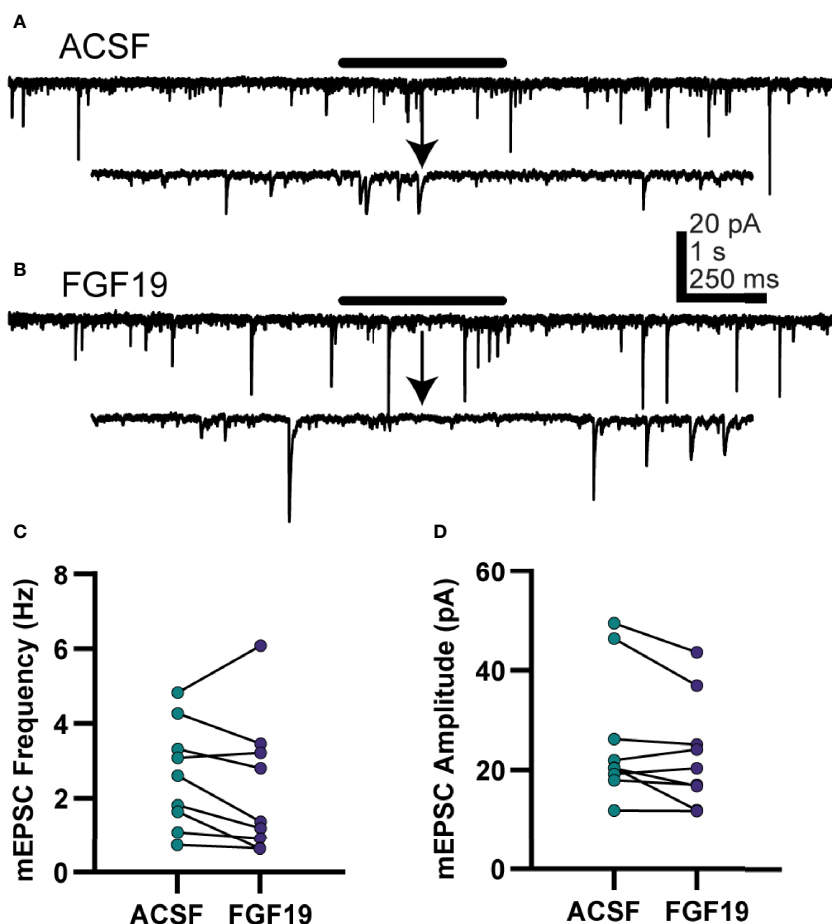 A
ACSF
20 pA
1 s
250 ms
B
FGF19
C
D
mEPSC Frequency (Hz)
8
6
4
2
0
ACSF FGF19
mEPSC Amplitude (pA)
60
40
20
0
ACSF FGF19